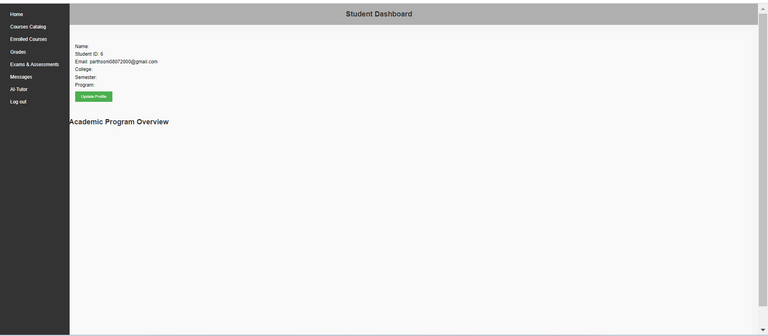 Home
Courses Catalog
Enrolled Courses
Grades
Exams & Assessments
Messages
AI-Tutor
Log out
Student Dashboard
Name:
Student ID: 6
Email: parthsoni08072000@gmail.com
College:
Semester:
Program:
Update Profile
Academic Program Overview